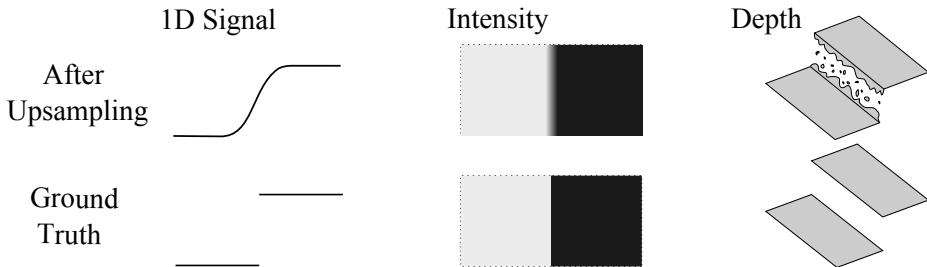 1D Signal
Intensity
Depth
After
Upsampling
Ground
Truth